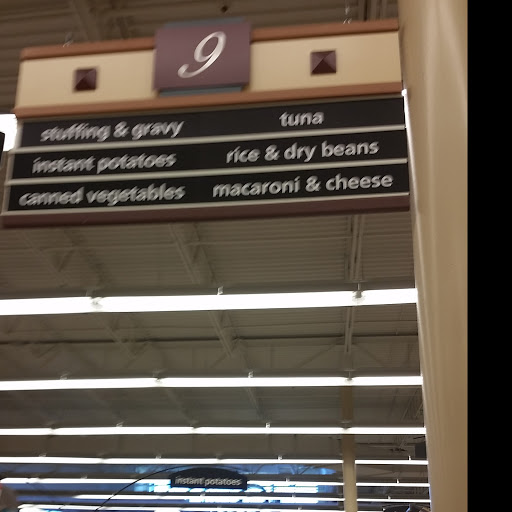 9
stuffing & gravy tuna
instant potatoes rice & dry beans
canned vegetables macaroni & cheese
instant potatoes